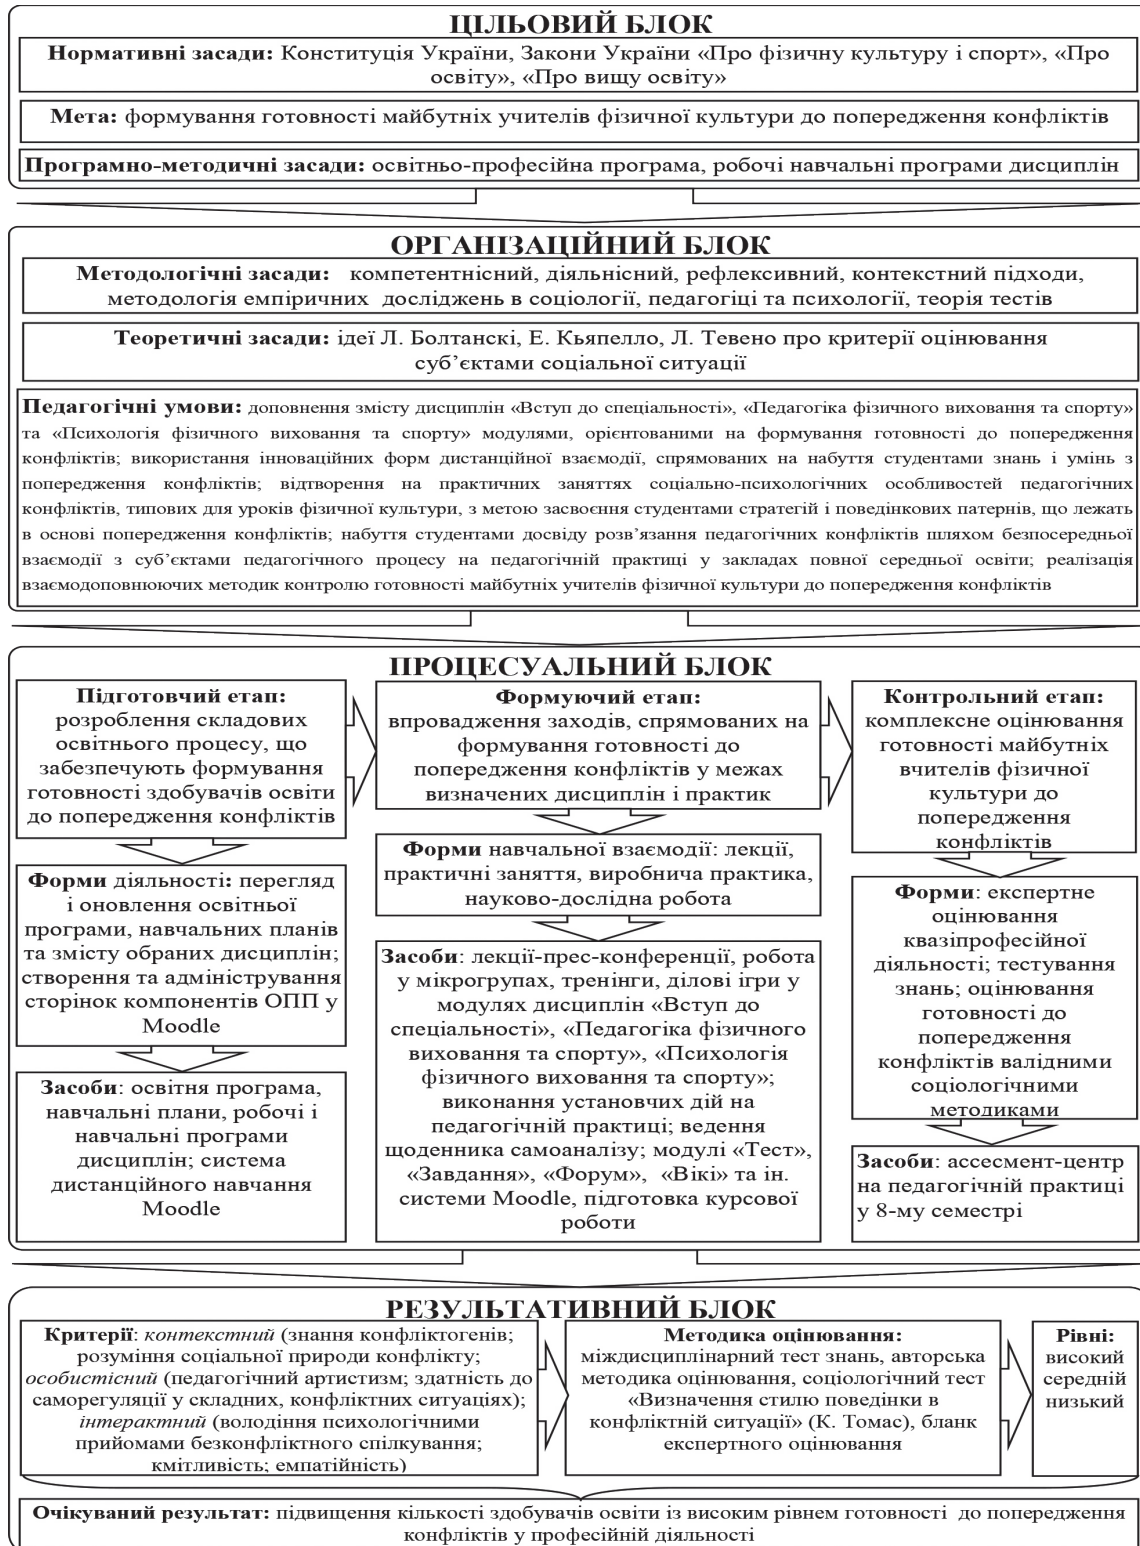 ЦІЛЬОВИЙ БЛОК
Нормативні засади: Конституція України, Закони України «Про фізичну культуру і спорт», «Про
освіту», «Про вищу освіту»
Мета: формування готовності майбутніх учителів фізичної культури до попередження конфліктів
Програмно-методичні засади: освітньо-професійна програма, робочі навчальні програми дисциплін
ОРГАНІЗАЦІЙНИЙ БЛОК
Методологічні засади: компетентнісний, діяльнісний, рефлексивний, контекстний підходи,
методологія емпіричних досліджень в соціології, педагогіці та психології, теорія тестів
Теоретичні засади: ідеї Л. Болтанскі, Е. Кьяпелло, Л. Тевено про критерії оцінювання
суб’єктами соціальної ситуації
Педагогічні умови: доповнення змісту дисциплін «Вступ до спеціальності», «Педагогіка фізичного виховання та спорту»
та «Психологія фізичного виховання та спорту» модулями, орієнтованими на формування готовності до попередження
конфліктів; використання інноваційних форм дистанційної взаємодії, спрямованих на набуття студентами знань і умінь з
попередження конфліктів; відтворення на практичних заняттях соціально-психологічних особливостей педагогічних
конфліктів, типових для уроків фізичної культури, з метою засвоєння студентами стратегій і поведінкових патернів, що лежать
в основі попередження конфліктів; набуття студентами досвіду розв’язання педагогічних конфліктів шляхом безпосередньої
взаємодії з суб’єктами педагогічного процесу на педагогічній практиці у закладах повної середньої освіти; реалізація
взаємодоповнюючих методик контролю готовності майбутніх учителів фізичної культури до попередження конфліктів
ПРОЦЕСУАЛЬНИЙ БЛОК
Підготовчий етап:
розроблення складових
освітнього процесу, що
забезпечують формування
готовності здобувачів освіти
до попередження конфліктів
Форми діяльності: перегляд
і оновлення освітньої
програми, навчальних планів
та змісту обраних дисциплін;
створення та адміністрування
сторінок компонентів ОПП у
Moodle
Засоби: освітня програма,
навчальні плани, робочі і
навчальні програми
дисциплін; система
дистанційного навчання
Moodle
Формуючий етап:
впровадження заходів, спрямованих на
формування готовності до
попередження конфліктів у межах
визначених дисциплін і практик
Форми навчальної взаємодії: лекції,
практичні заняття, виробнича практика,
науково-дослідна робота
Засоби: лекції-прес-конференції, робота
у мікрогрупах, тренінги, ділові ігри у
модулях дисциплін «Вступ до
спеціальності», «Педагогіка фізичного
виховання та спорту», «Психологія
фізичного виховання та спорту»;
виконання установчих дій на
педагогічній практиці; ведення
щоденника самоаналізу; модулі «Тест»,
«Завдання», «Форум», «Вікі» та ін.
системи Moodle, підготовка курсової
роботи
Контрольний етап:
комплексне оцінювання
готовності майбутніх
вчителів фізичної
культури до
попередження
конфліктів
Форми: експертне
оцінювання
квазіпрофесійної
діяльності; тестування
знань; оцінювання
готовності до
попередження
конфліктів валідними
соціологічними
методиками
Засоби: ассесмент-центр
на педагогічній практиці
у 8-му семестрі
РЕЗУЛЬТАТИВНИЙ БЛОК
Критерії: контекстний (знання конфліктогенів;
розуміння соціальної природи конфлікту;
особистісний (педагогічний артистизм; здатність до
саморегуляції у складних, конфліктних ситуаціях);
інтерактний (володіння психологічними
прийомами безконфліктного спілкування;
кмітливість; емпатійність)
Методика оцінювання:
міждисциплінарний тест знань, авторська
методика оцінювання, соціологічний тест
«Визначення стилю поведінки в
конфліктній ситуації» (К. Томас), бланк
експертного оцінювання
Рівні:
високий
середній
низький
Очікуваний результат: підвищення кількості здобувачів освіти із високим рівнем готовності до попередження
конфліктів у професійній діяльності